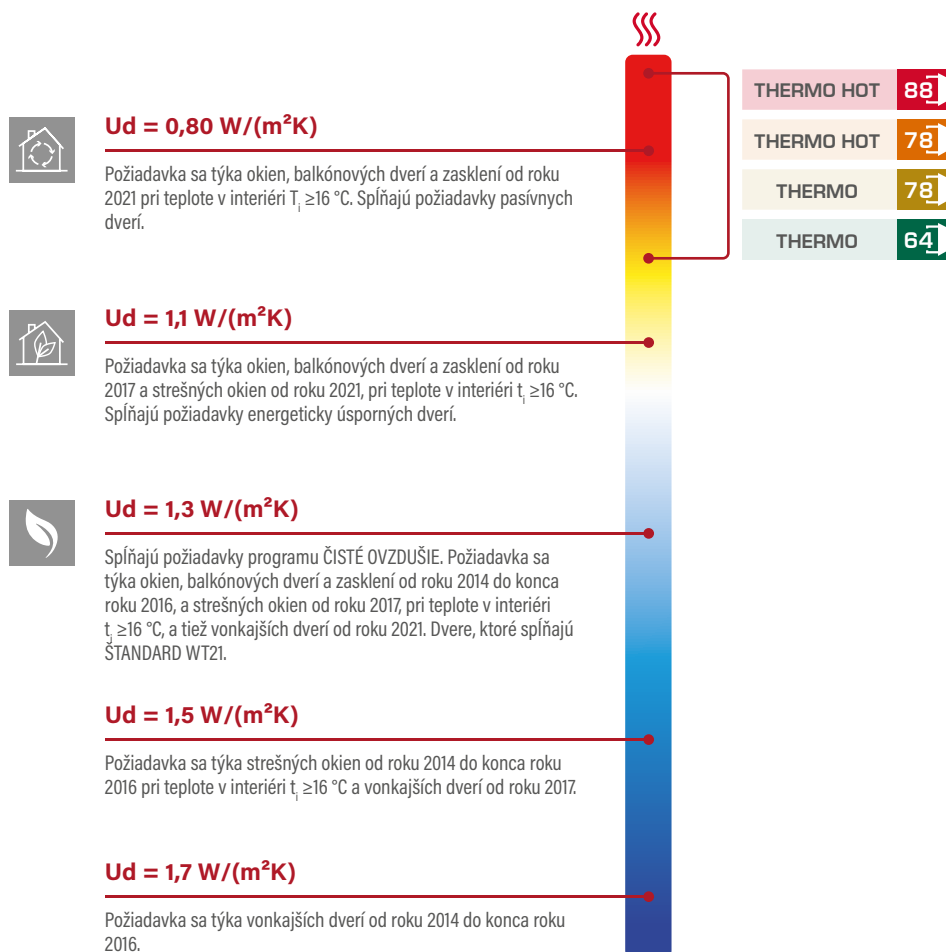 Ud = 0,80 W/(m²K)
Požiadavka sa týka okien, balkónových dverí a zasklení od roku
2021 pri teplote v interiéri Ti ≥16 °C. Spĺňajú požiadavky pasívnych
dverí.
THERMO HOT 88
THERMO HOT 78
THERMO 78
THERMO 64
Ud = 1,1 W/(m²K)
Požiadavka sa týka okien, balkónových dverí a zasklení od roku
2017 a strešných okien od roku 2021, pri teplote v interiéri ti ≥16 °C.
Spĺňajú požiadavky energeticky úsporných dverí.
Ud = 1,3 W/(m²K)
Spĺňajú požiadavky programu ČISTÉ OVZDUŠIE. Požiadavka sa
týka okien, balkónových dverí a zasklení od roku 2014 do konca
roku 2016, a strešných okien od roku 2017, pri teplote v interiéri
ti ≥16 °C, a tiež vonkajších dverí od roku 2021. Dvere, ktoré spĺňajú
ŠTANDARD WT21.
Ud = 1,5 W/(m²K)
Požiadavka sa týka strešných okien od roku 2014 do konca roku
2016 pri teplote v interiéri ti ≥16 °C a vonkajších dverí od roku 2017.
Ud = 1,7 W/(m²K)
Požiadavka sa týka vonkajších dverí od roku 2014 do konca roku
2016.